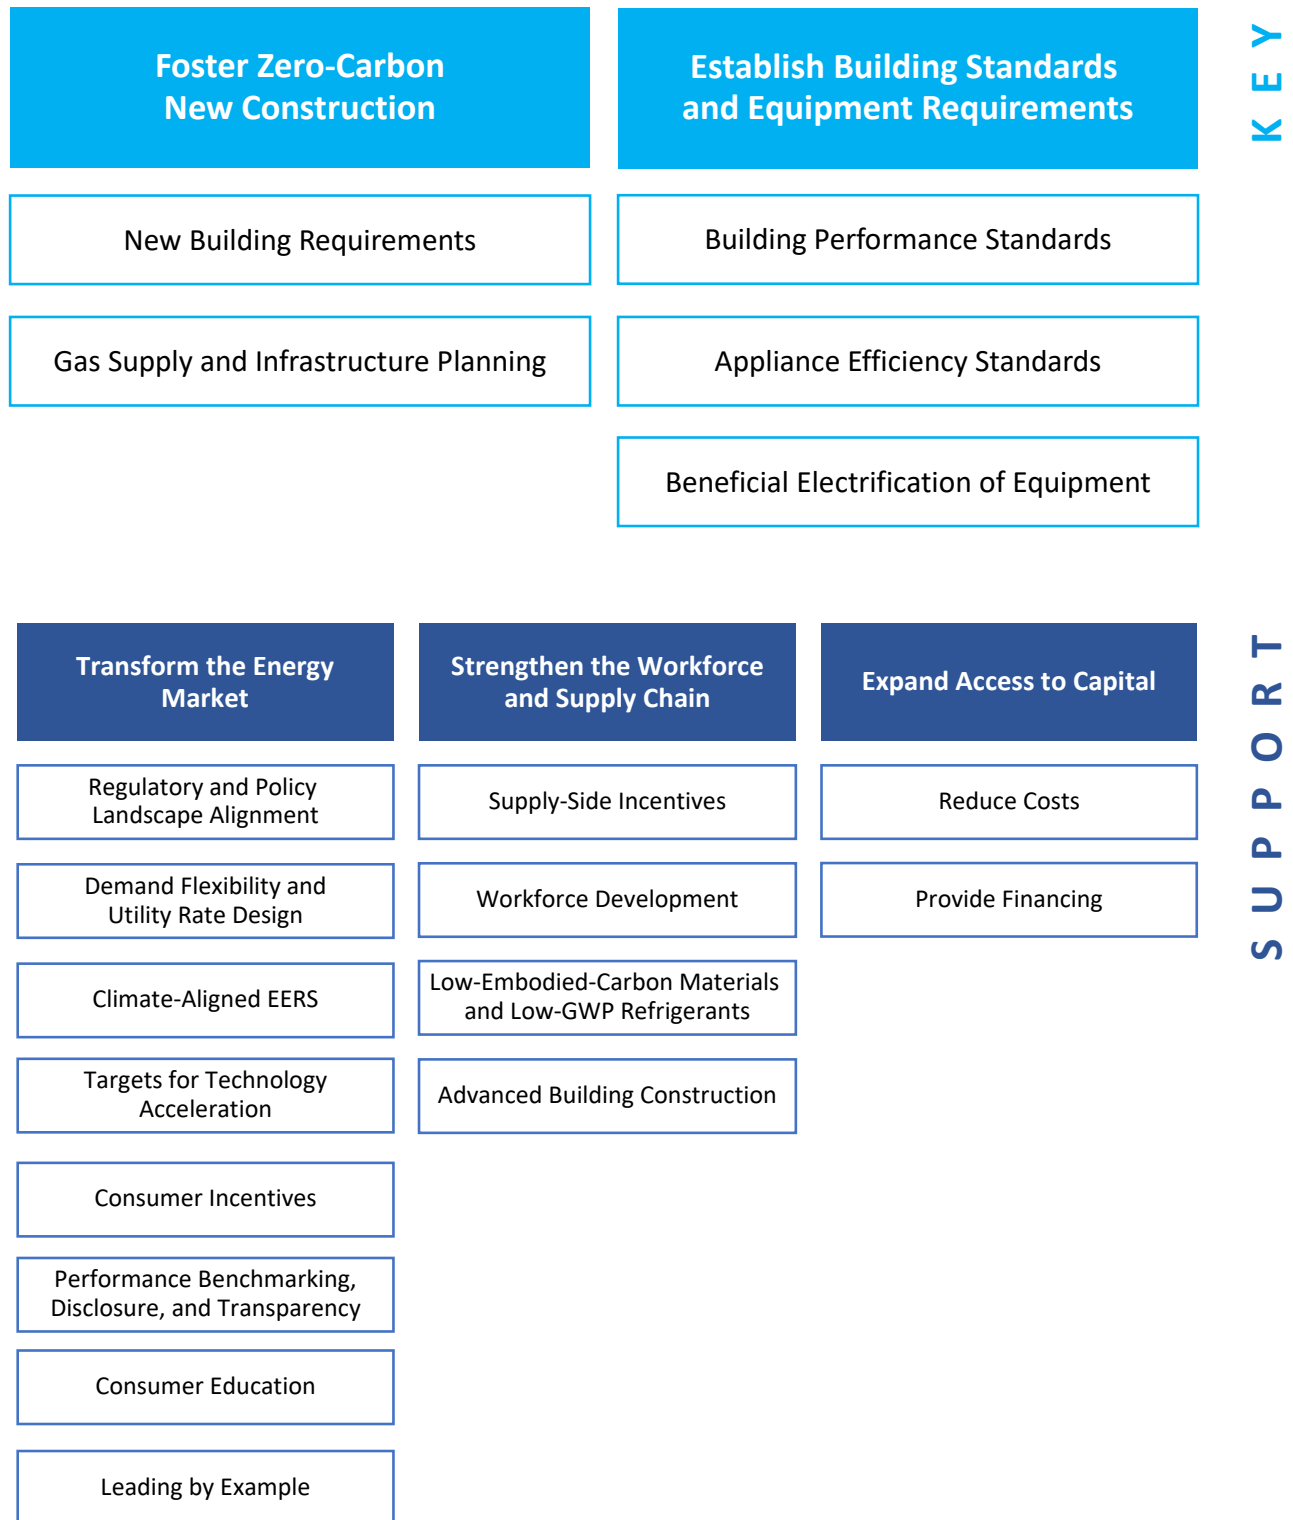 Foster Zero-Carbon
New Construction
New Building Requirements
Gas Supply and Infrastructure Planning
Establish Building Standards
and Equipment Requirements
Building Performance Standards
Appliance Efficiency Standards
Beneficial Electrification of Equipment
KEY
Transform the Energy
Market
Regulatory and Policy
Landscape Alignment
Demand Flexibility and
Utility Rate Design
Climate-Aligned EERS
Targets for Technology
Acceleration
Consumer Incentives
Performance Benchmarking,
Disclosure, and Transparency
Consumer Education
Leading by Example
Strengthen the Workforce
and Supply Chain
Supply-Side Incentives
Workforce Development
Low-Embodied-Carbon Materials
and Low-GWP Refrigerants
Advanced Building Construction
Expand Access to Capital
Reduce Costs
Provide Financing
SUPPORT